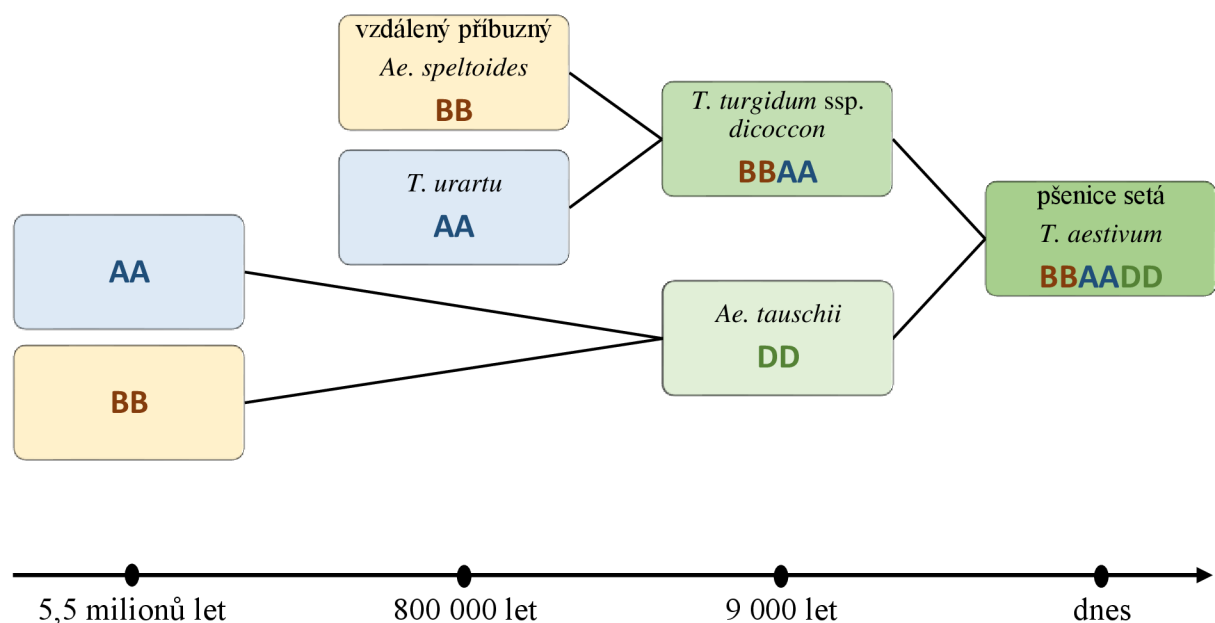 vzdálený příbuzný
Ae. speltoides
BB
T. urartu
AA
AA
BB
T. turgidum ssp.
dicoccon
BBAA
Ae. tauschii
DD
pšenice setá
T. aestivum
BBAADD
5,5 milionů let
800 000 let
9 000 let
dnes